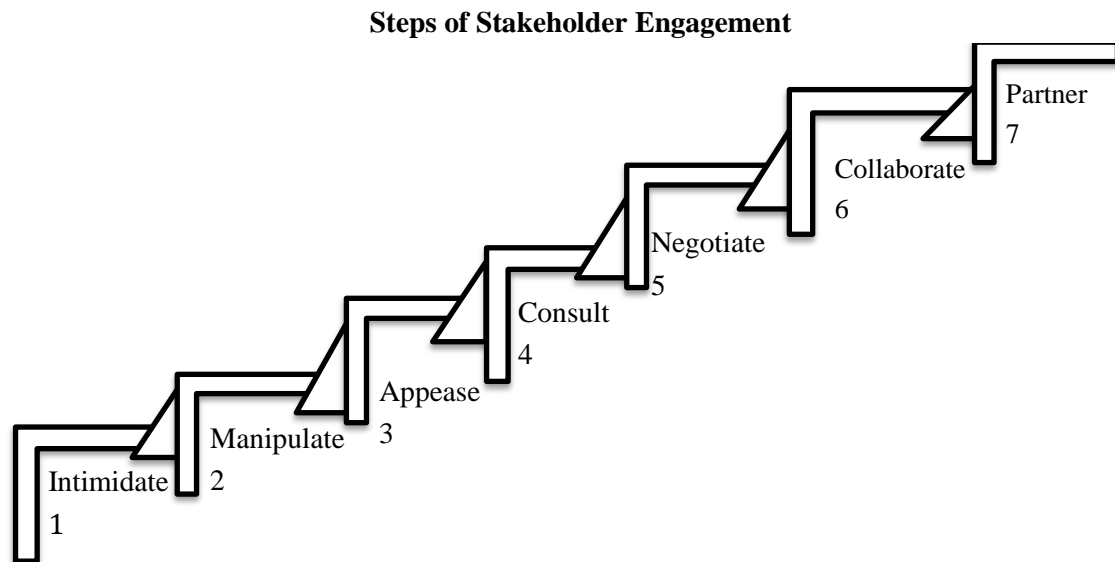 Steps of Stakeholder Engagement
Partner
7
Collaborate
6
Negotiate
5
Consult
4
Appease
3
Manipulate
2
Intimidate
1